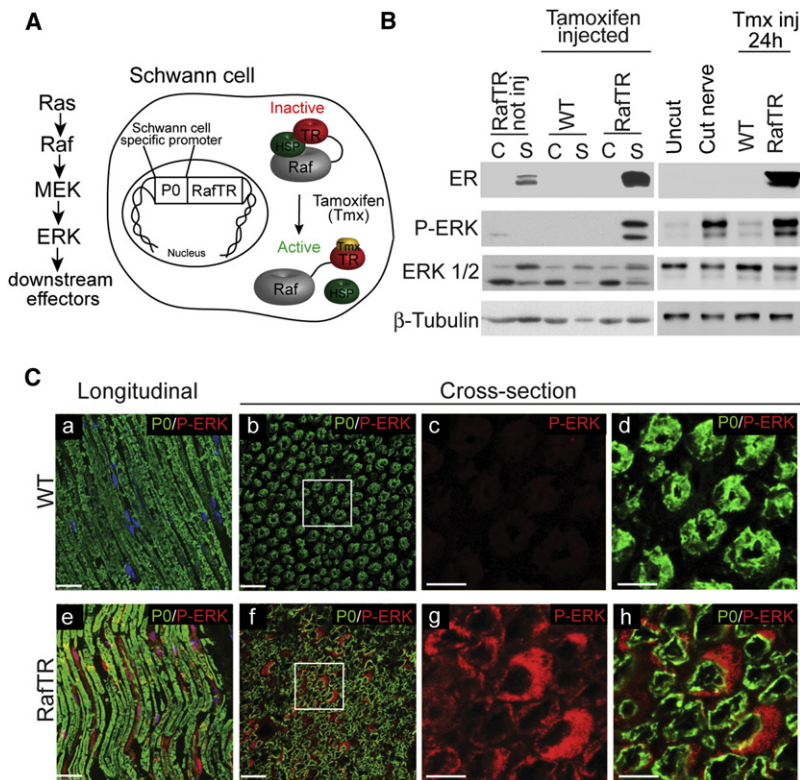 A
Schwann cell
Ras
Raf
MEK
ERK
downstream
effectors
Schwann cell
specific promoter
P0 RafTR
Nucleus
Inactive
TR
HSP
Raf
Tamoxifen
(Tmx)
Active
Tmx
TR
Raf
HSP
B
Tamoxifen
injected
Tmx inj
24h
RafTR
not inj
WT
RafTR
Uncut
Cut nerve
WT
RafTR
C S C S C S
ER
P-ERK
ERK 1/2
β-Tubulin
C
Longitudinal
Cross-section
WT
a P0/P-ERK
b P0/P-ERK
c P-ERK
d P0/P-ERK
RafTR
e P0/P-ERK
f P0/P-ERK
g P-ERK
h P0/P-ERK